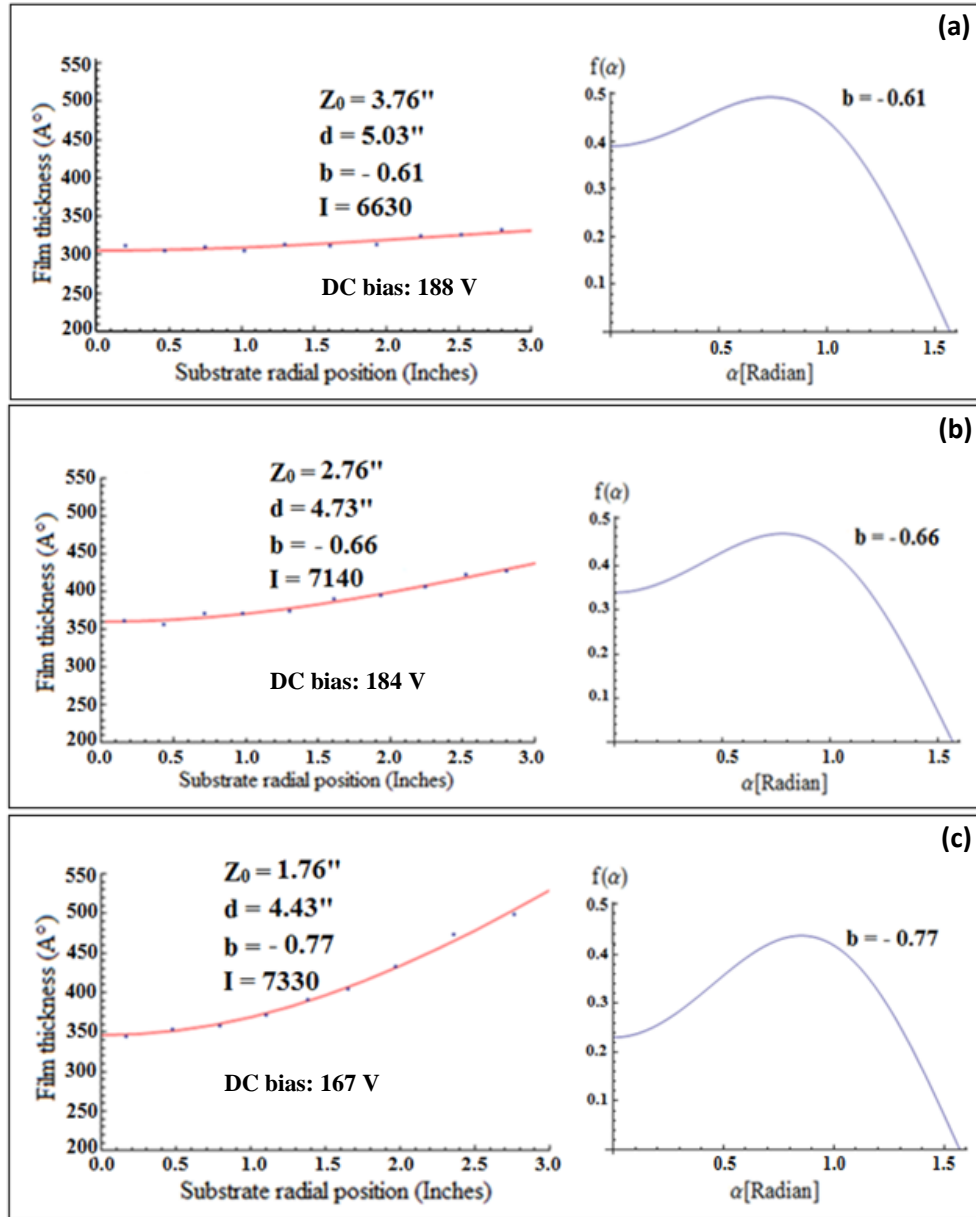 (a)
Film thickness (A°)
550
500
450
400
350
300
250
200
Z₀ = 3.76"
d = 5.03"
b = - 0.61
I = 6630
DC bias: 188 V
0.0 0.5 1.0 1.5 2.0 2.5 3.0
Substrate radial position (Inches)
f(α)
b = - 0.61
0.5
0.4
0.3
0.2
0.1
0.5 1.0 1.5
α[Radian]
(b)
Film thickness (A°)
550
500
450
400
350
300
250
200
Z₀ = 2.76"
d = 4.73"
b = - 0.66
I = 7140
DC bias: 184 V
0.0 0.5 1.0 1.5 2.0 2.5 3.0
Substrate radial position (Inches)
f(α)
b = - 0.66
0.5
0.4
0.3
0.2
0.1
0.5 1.0 1.5
α[Radian]
(c)
Film thickness (A°)
550
500
450
400
350
300
250
200
Z₀ = 1.76"
d = 4.43"
b = - 0.77
I = 7330
DC bias: 167 V
0.0 0.5 1.0 1.5 2.0 2.5 3.0
Substrate radial position (Inches)
f(α)
b = - 0.77
0.5
0.4
0.3
0.2
0.1
0.5 1.0 1.5
α[Radian]